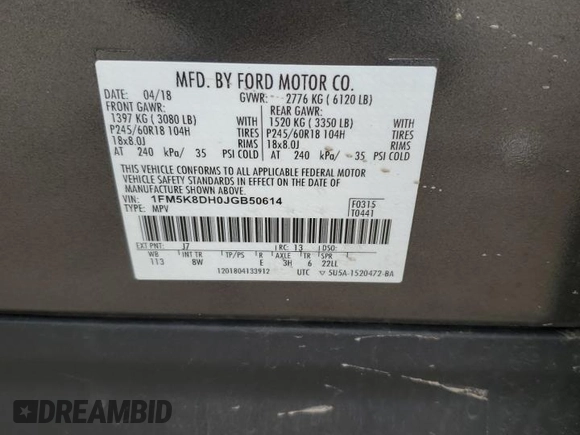 MFD. BY FORD MOTOR CO.
DATE: 04/18 GVWR: 2776 KG ( 6120 LB)
FRONT GAWR: REAR GAWR:
1397 KG ( 3080 LB) WITH 1520 KG ( 3350 LB) WITH
P245/60R18 104H TIRES P245/60R18 104H TIRES
18x8.0J RIMS 18x8.0J RIMS
AT 240 kPa/ 35 PSI COLD AT 240 kPa/ 35 PSI COLD
THIS VEHICLE CONFORMS TO ALL APPLICABLE FEDERAL MOTOR
VEHICLE SAFETY STANDARDS IN EFFECT ON THE DATE OF
MANUFACTURE SHOWN ABOVE.
VIN: 1FM5K8DH0JGB50614 F0315
TYPE: MPV T0441
EXT PNT: J7 RC: 13 DSO:
WB INT TR TP/PS R AXLE TR SPR
113 8W E 3H 6 22LL
1201804133912 UTC 5U5A-1520472-BA
DREAMBID